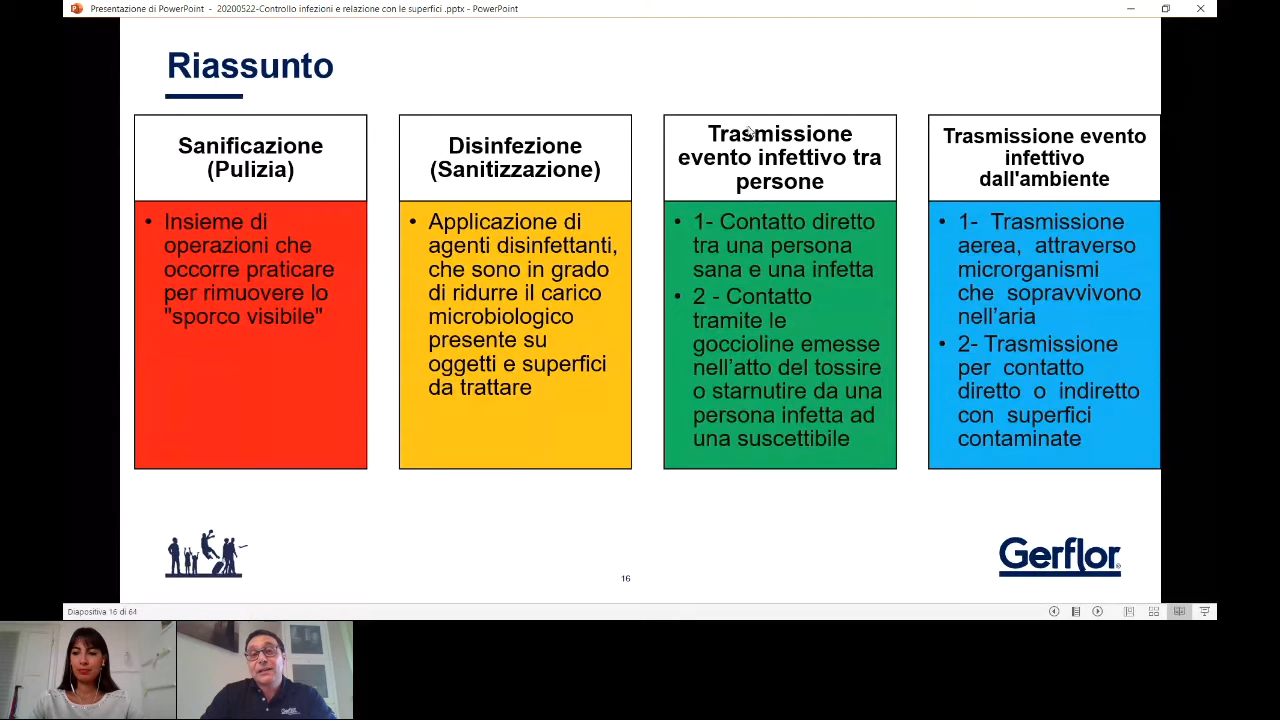 Presentazione di PowerPoint - 20200522-Controllo infezioni e relazione con le superfici .pptx - PowerPoint
Riassunto
Sanificazione
(Pulizia)
• Insieme di
operazioni che
occorre praticare
per rimuovere lo
"sporco visibile"
Disinfezione
(Sanitizzazione)
• Applicazione di
agenti disinfettanti,
che sono in grado
di ridurre il carico
microbiologico
presente su
oggetti e superfici
da trattare
Trasmissione
evento infettivo tra
persone
• 1- Contatto diretto
tra una persona
sana e una infetta
• 2 - Contatto
tramite le
goccioline emesse
nell’atto del tossire
o starnutire da una
persona infetta ad
una suscettibile
Trasmissione evento
infettivo
dall'ambiente
• 1- Trasmissione
aerea, attraverso
microrganismi
che sopravvivono
nell’aria
• 2- Trasmissione
per contatto
diretto o indiretto
con superfici
contaminate
Gerflor®
16
Diapositiva 16 di 64
Gerflor